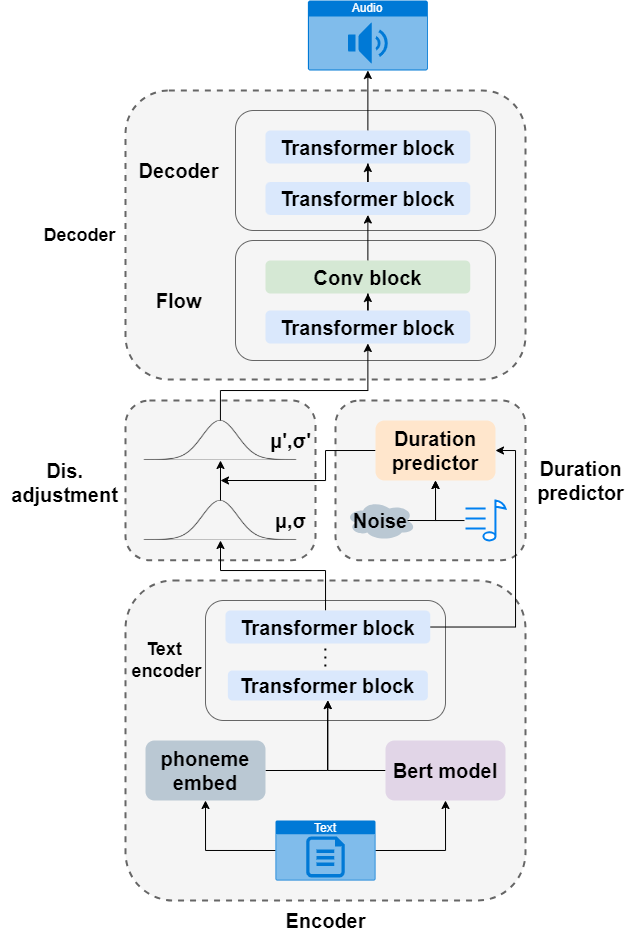 Audio
Transformer block
Decoder
Transformer block
Decoder
Conv block
Flow
Transformer block
μ',σ'
Duration
predictor
Dis.
adjustment
Duration
predictor
μ,σ
Noise
Transformer block
Text
encoder
Transformer block
phoneme
embed
Bert model
Text
Encoder